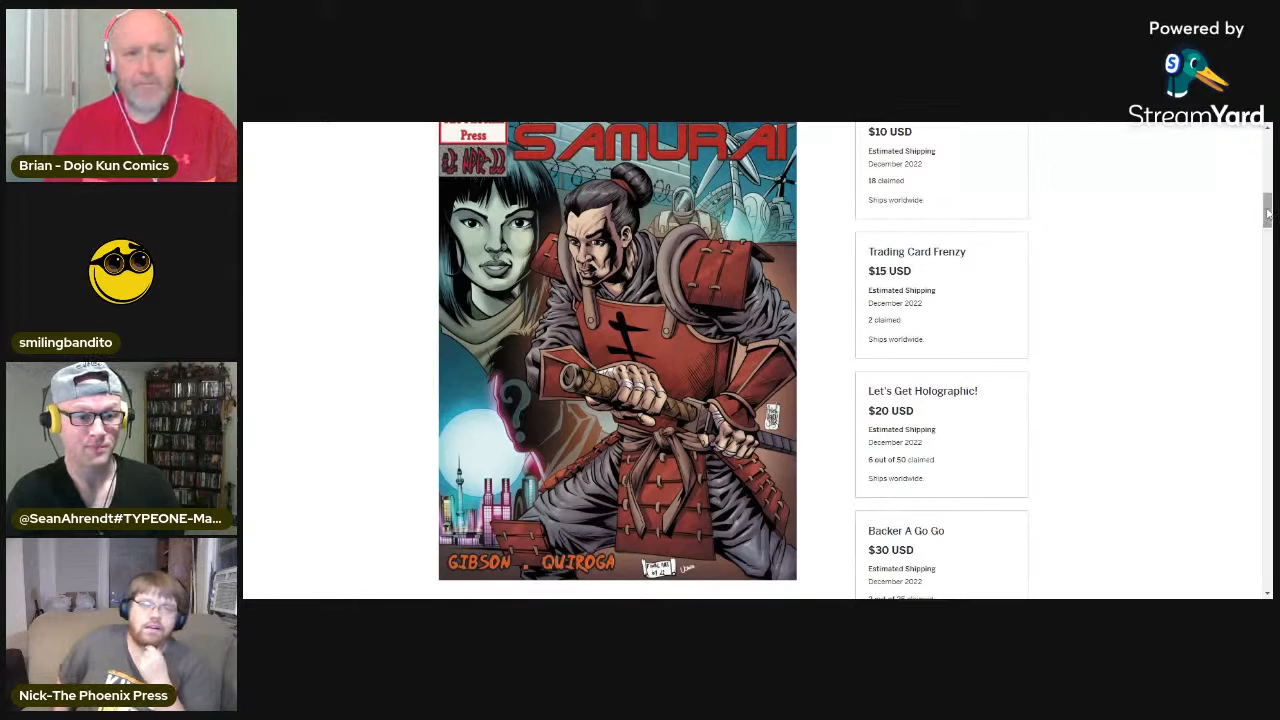 Brian - Dojo Kun Comics
smilingbandito
@SeanAhrendt#TYPEONE-Ma...
Nick-The Phoenix Press
Powered by
StreamYard
Press
SAMURAI
GIBSON . QUIROGA
$10 USD
Estimated Shipping
December 2022
18 claimed
Ships worldwide.
Trading Card Frenzy
$15 USD
Estimated Shipping
December 2022
2 claimed
Ships worldwide.
Let's Get Holographic!
$20 USD
Estimated Shipping
December 2022
6 out of 50 claimed
Ships worldwide.
Backer A Go Go
$30 USD
Estimated Shipping
December 2022